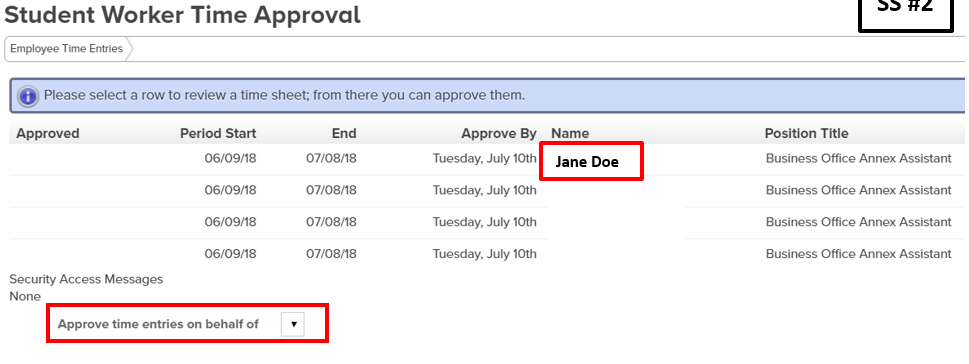 SS #2
Student Worker Time Approval
Employee Time Entries
Please select a row to review a time sheet; from there you can approve them.
Approved Period Start End Approve By Name Position Title
06/09/18 07/08/18 Tuesday, July 10th Jane Doe Business Office Annex Assistant
06/09/18 07/08/18 Tuesday, July 10th Business Office Annex Assistant
06/09/18 07/08/18 Tuesday, July 10th Business Office Annex Assistant
06/09/18 07/08/18 Tuesday, July 10th Business Office Annex Assistant
Security Access Messages
None
Approve time entries on behalf of